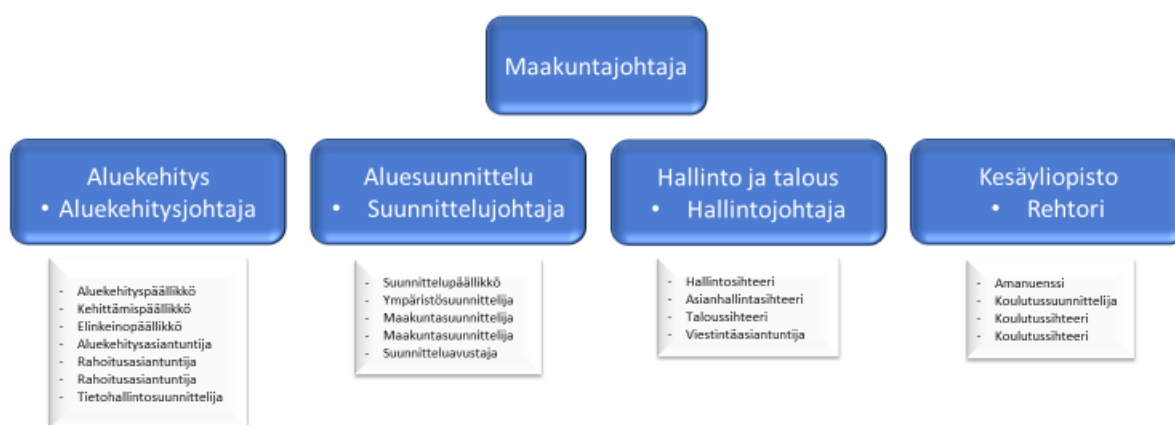 Maakuntajohtaja
Aluekehitys
• Aluekehitysjohtaja
Aluesuunnittelu
• Suunnittelujohtaja
Hallinto ja talous
• Hallintojohtaja
Kesäyliopisto
• Rehtori
- Aluekehityspäällikkö
- Kehittämispäällikkö
- Elinkeinopäällikkö
- Aluekehitysasiantuntija
- Rahoitusasiantuntija
- Rahoitusasiantuntija
- Tietohallintosuunnittelija
- Suunnittelupäällikkö
- Ympäristösuunnittelija
- Maakuntasuunnittelija
- Maakuntasuunnittelija
- Suunnitteluavustaja
- Hallintosihteeri
- Asianhallintasihteeri
- Taloussihteeri
- Viestintäasiantuntija
- Amanuenssi
- Koulutussuunnittelija
- Koulutussihteeri
- Koulutussihteeri